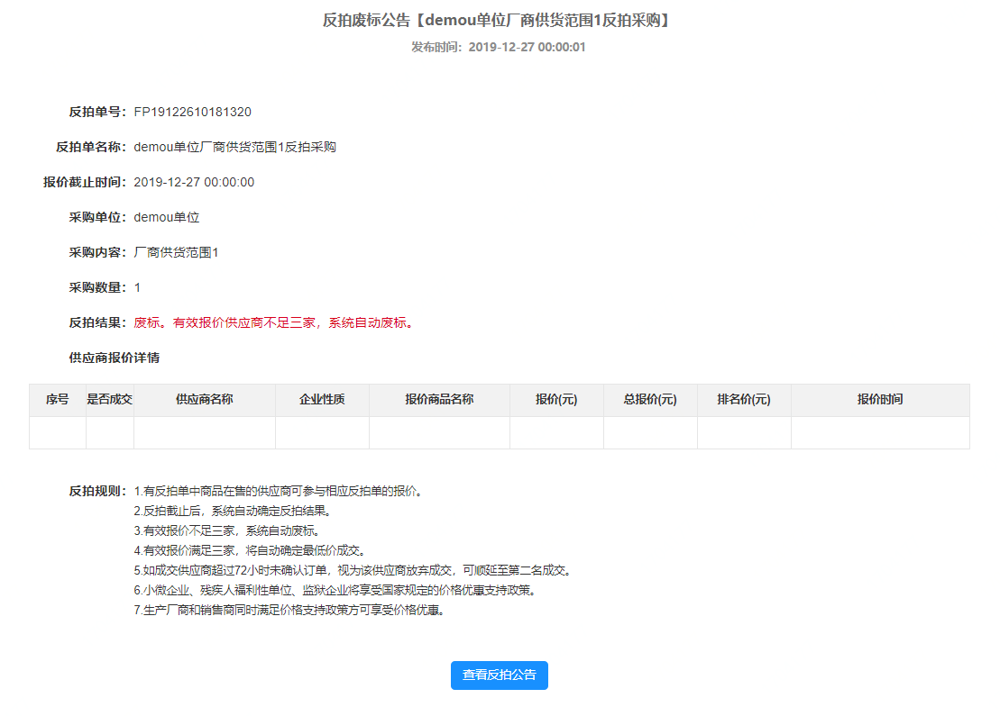 反拍废标公告【demou单位厂商供货范围1反拍采购】
发布时间：2019-12-27 00:00:01
反拍单号：FP19122610181320
反拍单名称：demou单位厂商供货范围1反拍采购
报价截止时间：2019-12-27 00:00:00
采购单位：demou单位
采购内容：厂商供货范围1
采购数量：1
反拍结果：废标。有效报价供应商不足三家，系统自动废标。
供应商报价详情
序号 是否成交 供应商名称 企业性质 报价商品名称 报价(元) 总报价(元) 排名价(元) 报价时间
反拍规则：1.有反拍单中商品在售的供应商可参与相应反拍单的报价。
2.反拍截止后，系统自动确定反拍结果。
3.有效报价不足三家，系统自动废标。
4.有效报价满足三家，将自动确定最低价成交。
5.如成交供应商超过72小时未确认订单，视为该供应商放弃成交，可顺延至第二名成交。
6.小微企业、残疾人福利性单位、监狱企业将享受国家规定的价格优惠支持政策。
7.生产厂商和销售商同时满足价格支持政策方可享受价格优惠。
查看反拍公告